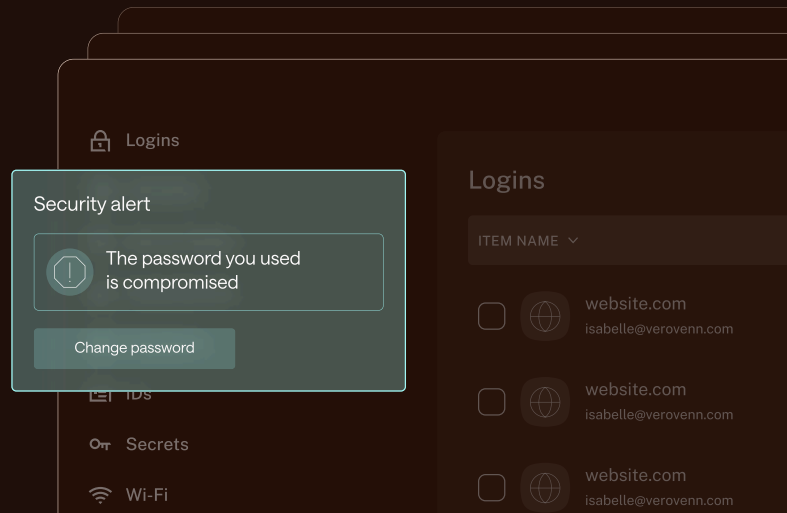 Logins
Security alert
The password you used
is compromised
Change password
IDs
Secrets
Wi-Fi
Logins
ITEM NAME
website.com
isabelle@verovenn.com
website.com
isabelle@verovenn.com
website.com
isabelle@verovenn.com